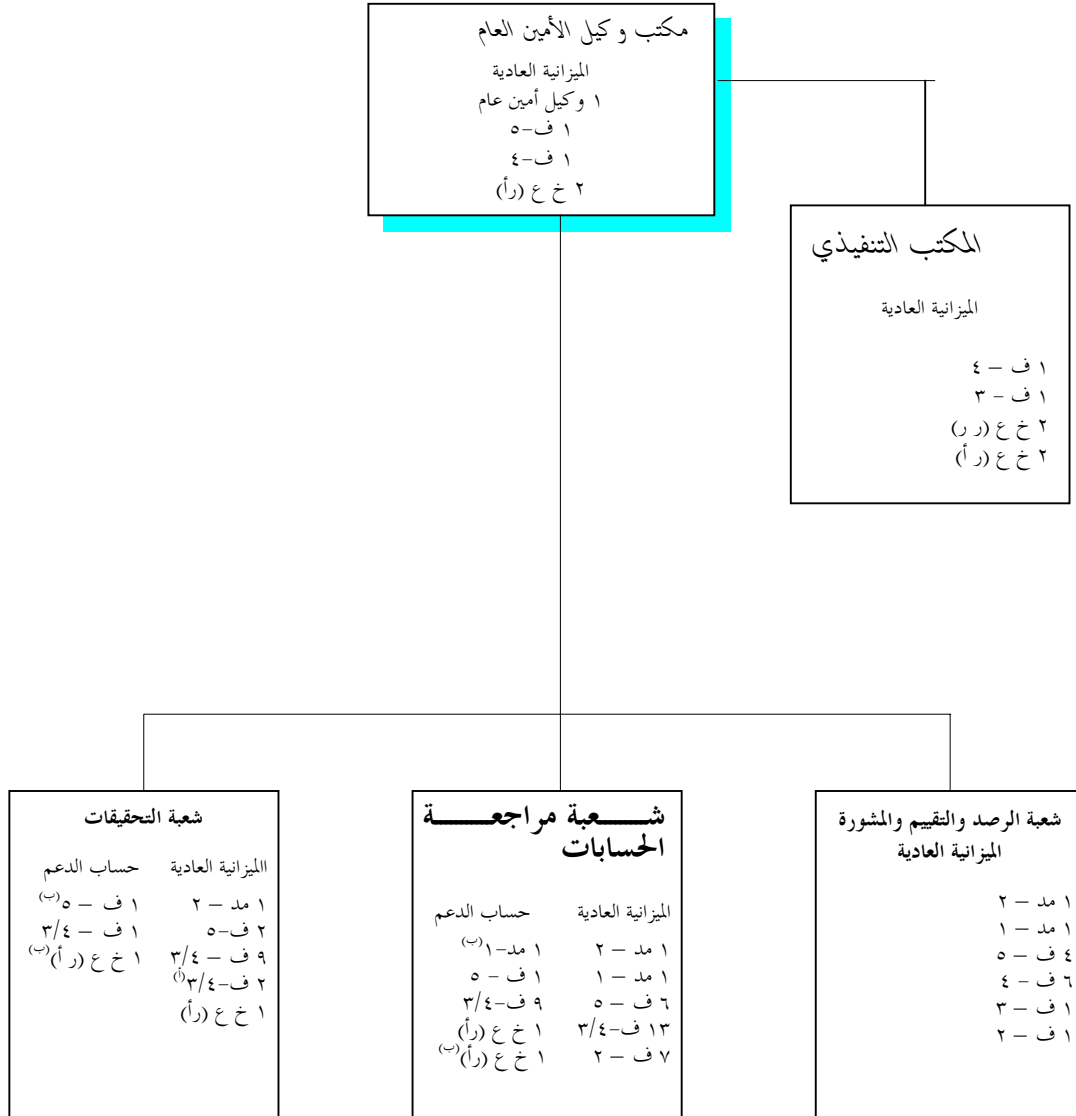 مكتب وكيل الأمين العام
الميزانية العادية
١ وكيل أمين عام
١ ف-٥
١ ف-٤
٢ خ ع (رأ)
المكتب التنفيذي
الميزانية العادية
١ ف – ٤
١ ف – ٣
٢ خ ع (ر ر)
٢ خ ع (ر أ)
شعبة الرصد والتقييم والمشورة
الميزانية العادية
١ مد – ٢
١ مد – ١
٤ ف – ٥
٦ ف – ٤
١ ف – ٣
١ ف – ٢
شـــــعبة مراجعـــــــة
الحسابات
الميزانية العادية حساب الدعم
١ مد – ٢ ١ مد-١(ب)
١ مد – ١ ١ ف – ٥
٦ ف – ٥ ٩ ف-٣/٤
١٣ ف-٣/٤ ١ خ ع (رأ)
٧ ف – ٢ ١ خ ع (رأ)(ب)
شعبة التحقيقات
االميزانية العادية حساب الدعم
١ مد – ٢ ١ ف – ٥(ب)
٢ ف-٥ ١ ف – ٣/٤
٩ ف – ٣/٤ ١ خ ع (ر أ)(ب)
٢ ف-٣/٤(أ)
١ خ ع (رأ)